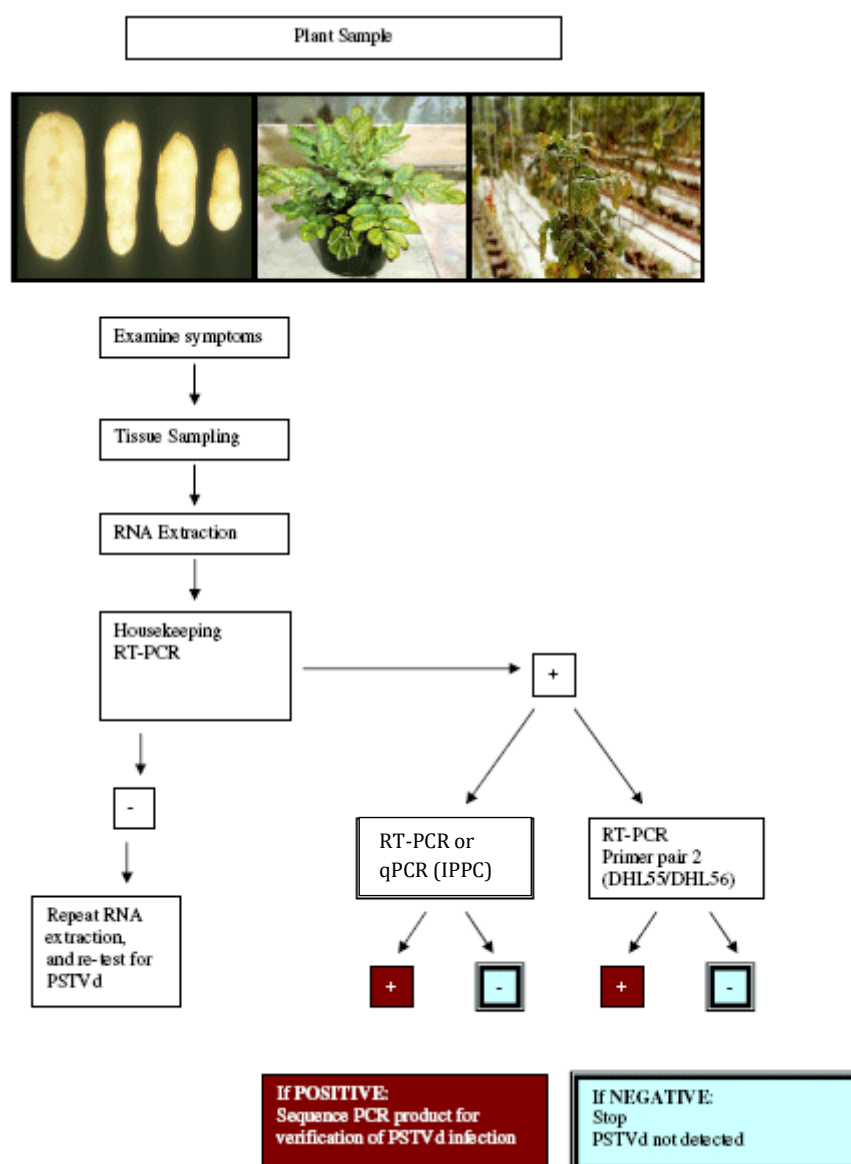 Plant Sample
Examine symptoms
Tissue Sampling
RNA Extraction
Housekeeping
RT-PCR
+
-
RT-PCR or
qPCR (IPPC)
RT-PCR
Primer pair 2
(DHL55/DHL56)
Repeat RNA
extraction,
and re-test for
PSTVd
+
-
+
-
If POSITIVE:
Sequence PCR product for
verification of PSTVd infection
If NEGATIVE:
Stop
PSTVd not detected